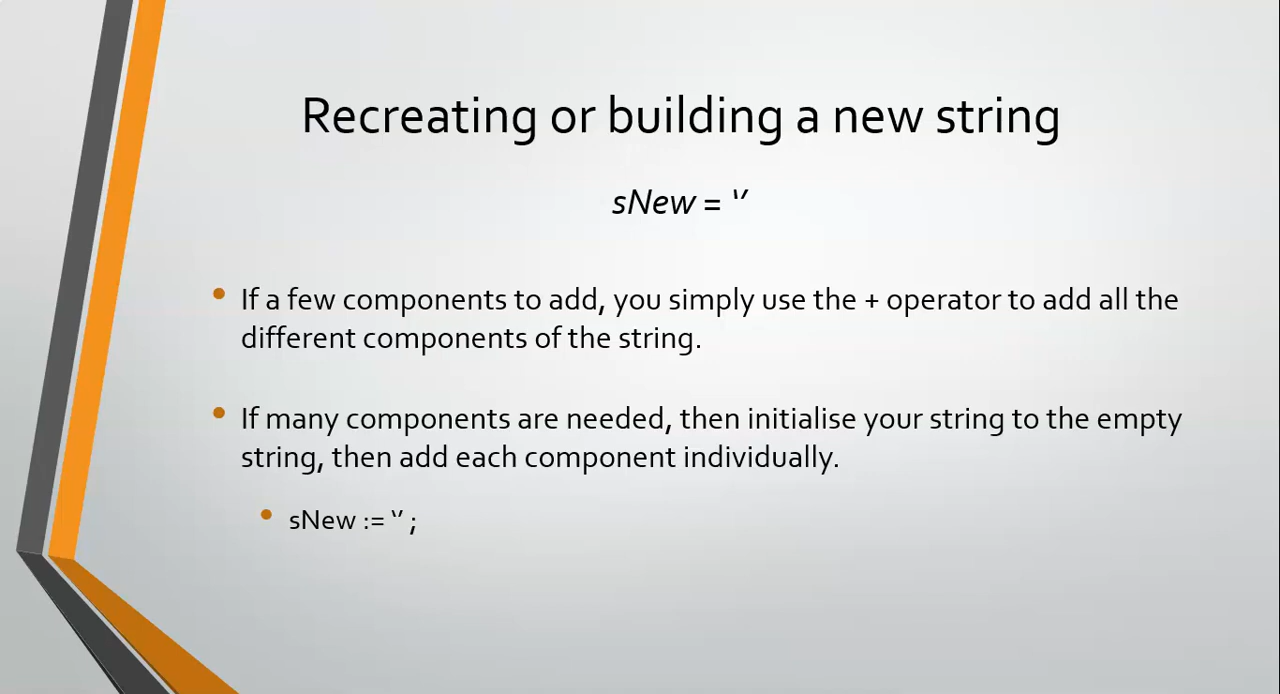 Recreating or building a new string
sNew = ‘’
If a few components to add, you simply use the + operator to add all the
different components of the string.
If many components are needed, then initialise your string to the empty
string, then add each component individually.
sNew := ‘’ ;